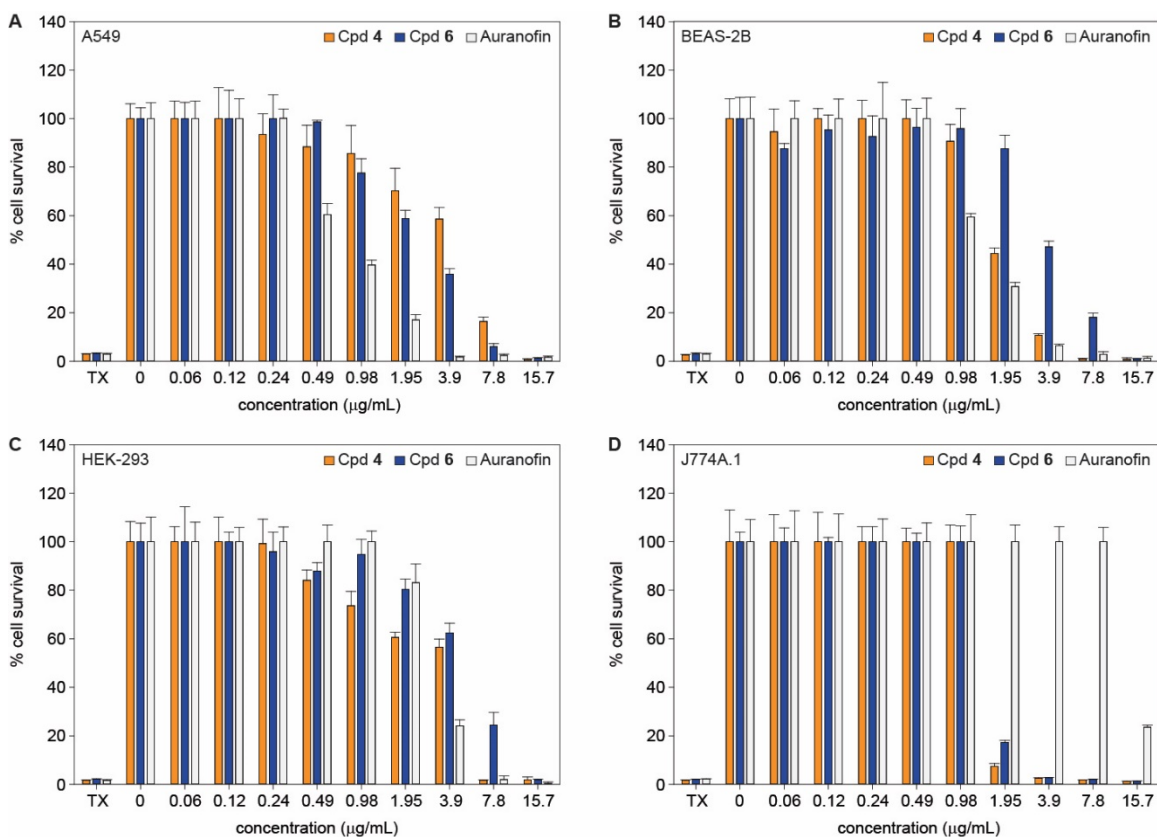 A
A549
Cpd 4 Cpd 6 Auranofin
140
120
100
80
60
40
20
0
% cell survival
TX 0 0.06 0.12 0.24 0.49 0.98 1.95 3.9 7.8 15.7
concentration (μg/mL)
B
BEAS-2B
Cpd 4 Cpd 6 Auranofin
140
120
100
80
60
40
20
0
% cell survival
TX 0 0.06 0.12 0.24 0.49 0.98 1.95 3.9 7.8 15.7
concentration (μg/mL)
C
HEK-293
Cpd 4 Cpd 6 Auranofin
140
120
100
80
60
40
20
0
% cell survival
TX 0 0.06 0.12 0.24 0.49 0.98 1.95 3.9 7.8 15.7
concentration (μg/mL)
D
J774A.1
Cpd 4 Cpd 6 Auranofin
140
120
100
80
60
40
20
0
% cell survival
TX 0 0.06 0.12 0.24 0.49 0.98 1.95 3.9 7.8 15.7
concentration (μg/mL)